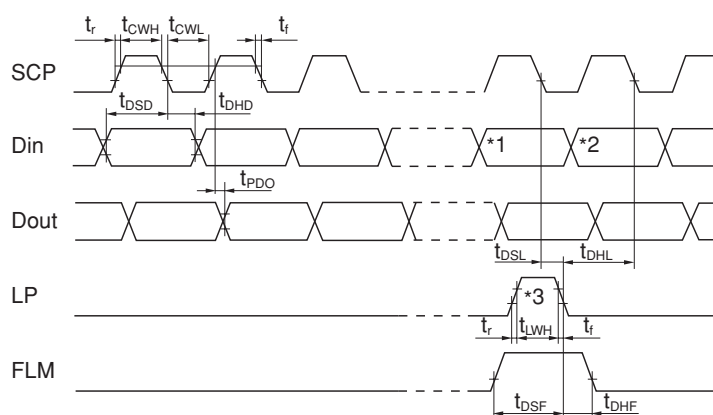 tr tCWH tCWL tf
SCP
tDSD tDHD
Din *1 *2
tPDO
Dout
tDSL tDHL
LP *3
tr tLWH tf
FLM
tDSF tDHF